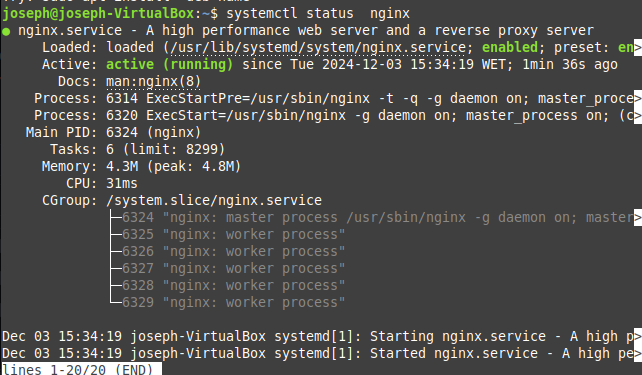 joseph@joseph-VirtualBox:~$ systemctl status  nginx
● nginx.service - A high performance web server and a reverse proxy server
     Loaded: loaded (/usr/lib/systemd/system/nginx.service; enabled; preset: en>
     Active: active (running) since Tue 2024-12-03 15:34:19 WET; 1min 36s ago
       Docs: man:nginx(8)
    Process: 6314 ExecStartPre=/usr/sbin/nginx -t -q -g daemon on; master_proce>
    Process: 6320 ExecStart=/usr/sbin/nginx -g daemon on; master_process on; (c>
   Main PID: 6324 (nginx)
      Tasks: 6 (limit: 8299)
     Memory: 4.3M (peak: 4.8M)
        CPU: 31ms
     CGroup: /system.slice/nginx.service
             ├─6324 "nginx: master process /usr/sbin/nginx -g daemon on; master>
             ├─6325 "nginx: worker process"
             ├─6326 "nginx: worker process"
             ├─6327 "nginx: worker process"
             ├─6328 "nginx: worker process"
             └─6329 "nginx: worker process"
Dec 03 15:34:19 joseph-VirtualBox systemd[1]: Starting nginx.service - A high p>
Dec 03 15:34:19 joseph-VirtualBox systemd[1]: Started nginx.service - A high pe>
lines 1-20/20 (END)